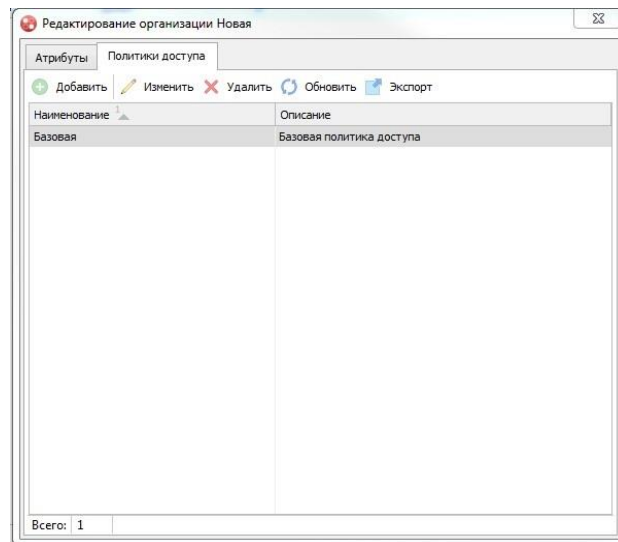 Редактирование организации Новая
Атрибуты Политики доступа
Добавить Изменить Удалить Обновить Экспорт
Наименование 1 Описание
Базовая Базовая политика доступа
Всего: 1